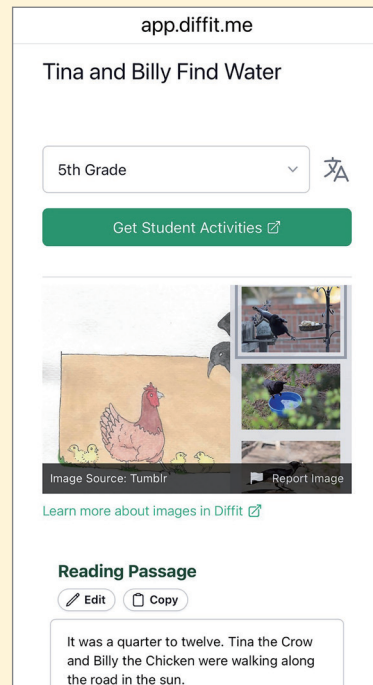 app.diffit.me
Tina and Billy Find Water
5th Grade
Get Student Activities
Image Source: Tumblr
Report Image
Learn more about images in Diffit
Reading Passage
Edit
Copy
It was a quarter to twelve. Tina the Crow
and Billy the Chicken were walking along
the road in the sun.